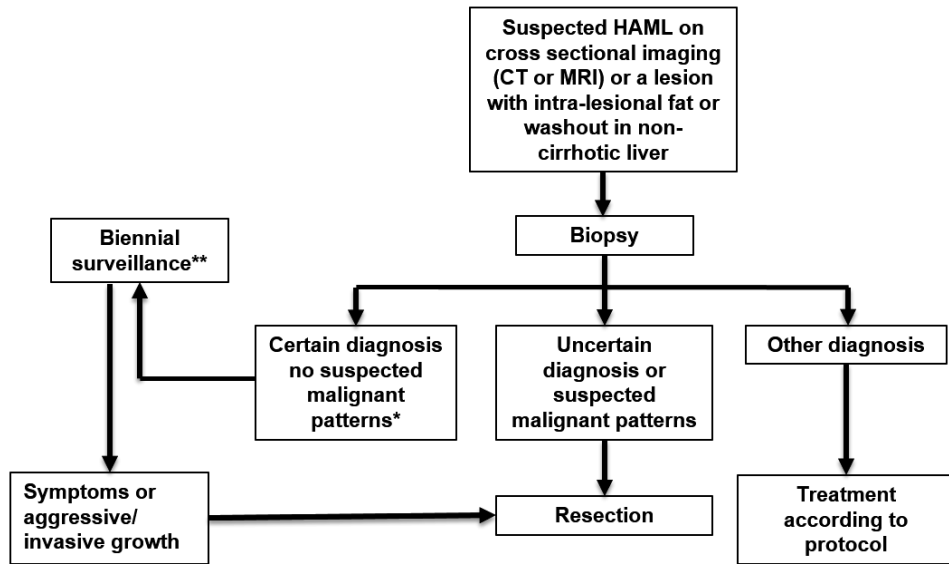 Suspected HAML on
cross sectional imaging
(CT or MRI) or a lesion
with intra-lesional fat or
washout in non-
cirrhotic liver
Biopsy
Biennial
surveillance**
Certain diagnosis
no suspected
malignant
patterns*
Uncertain
diagnosis or
suspected
malignant patterns
Other diagnosis
Symptoms or
aggressive/
invasive growth
Resection
Treatment
according to
protocol